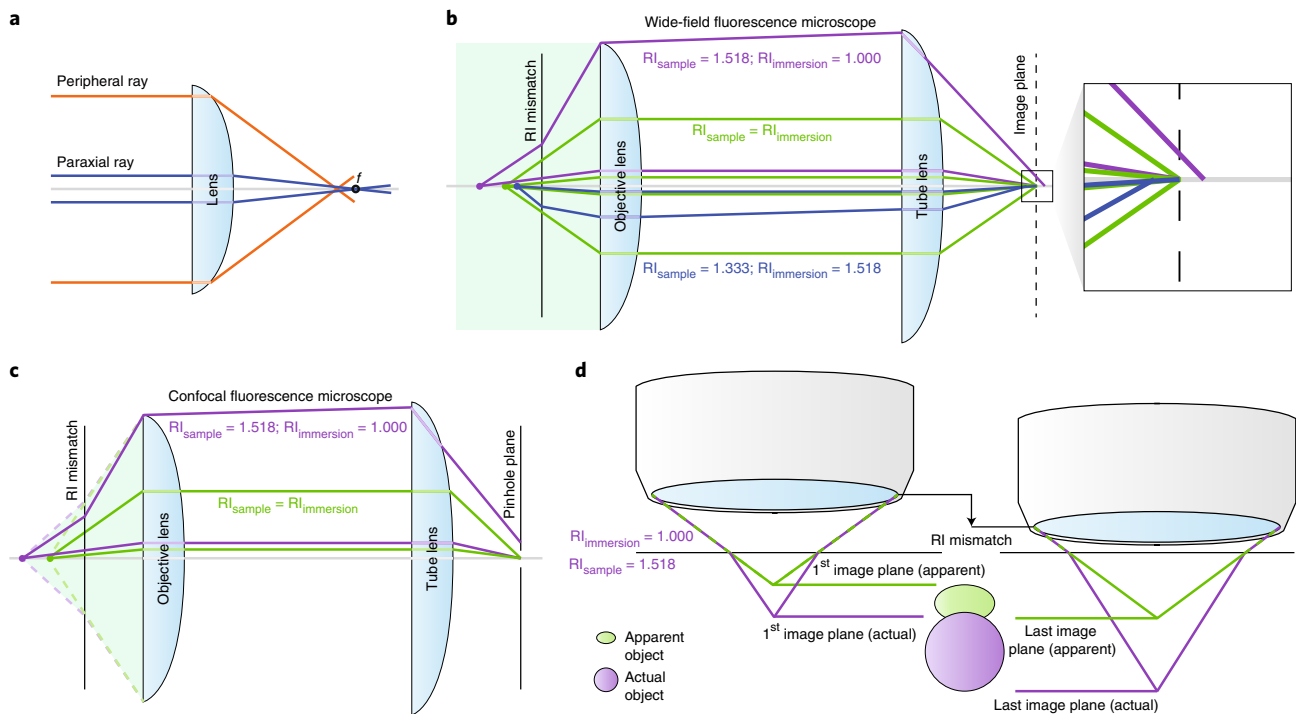 a
Peripheral ray
Paraxial ray
Lens
f
b
Wide-field fluorescence microscope
RI mismatch
RIsample = 1.518; RIimmersion = 1.000
RIsample = RIimmersion
RIsample = 1.333; RIimmersion = 1.518
Objective lens
Tube lens
Image plane
c
Confocal fluorescence microscope
RI mismatch
RIsample = 1.518; RIimmersion = 1.000
RIsample = RIimmersion
Objective lens
Tube lens
Pinhole plane
d
RI mismatch
RIimmersion = 1.000
RIsample = 1.518
1st image plane (apparent)
1st image plane (actual)
Apparent
object
Actual
object
Last image
plane (apparent)
Last image plane (actual)